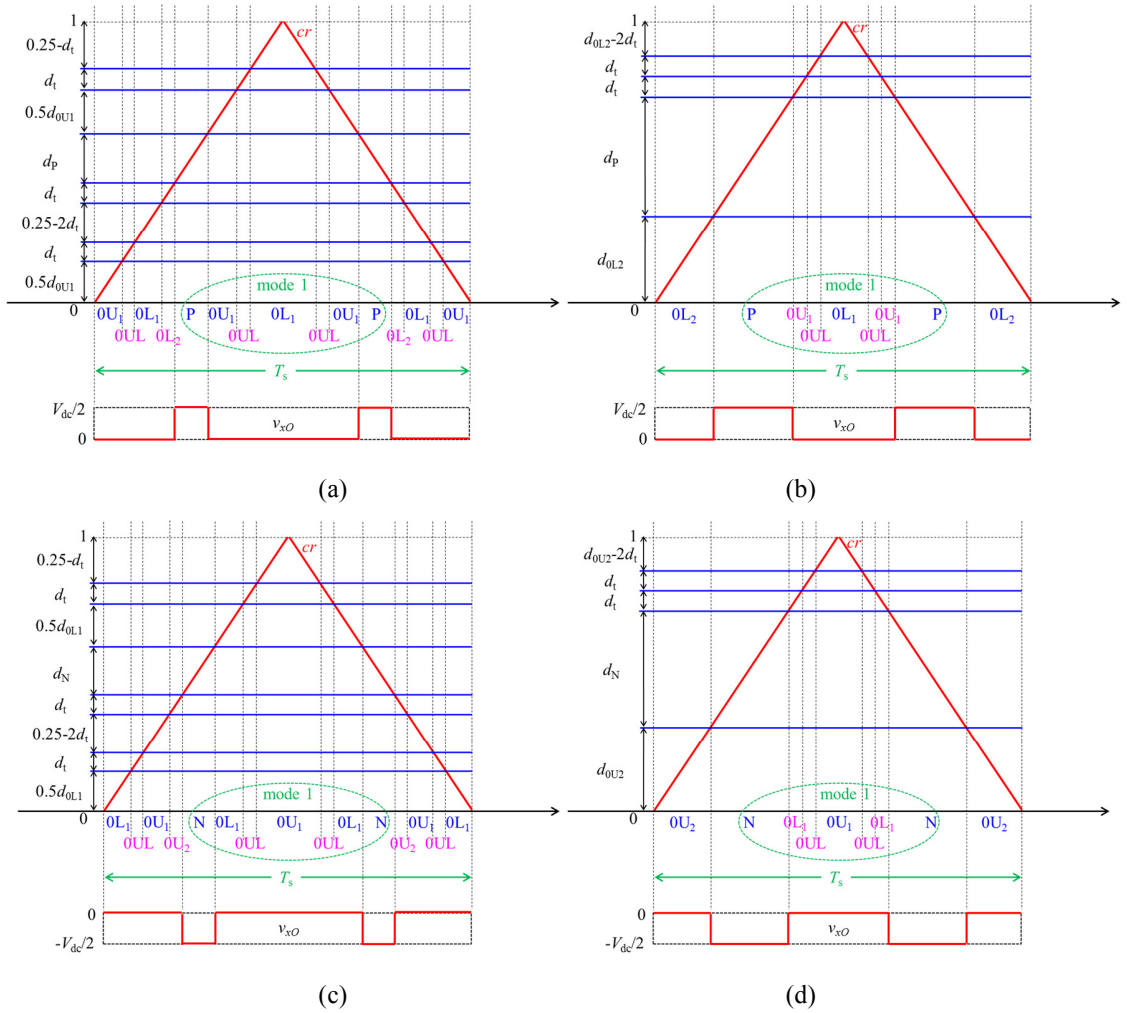 1
cr
0.25-dt
dt
0.5d0U1
dP
dt
0.25-2dt
dt
0.5d0U1
0
mode 1
0U1 0L1 P 0U1 0L1 0U1 P 0L1 0U1
0UL 0L2 0UL 0UL 0L2 0UL
Ts
Vdc/2
0
vxO
(a)
1
cr
d0L2-2dt
dt
dt
dP
d0L2
0
mode 1
0L2 P 0U1 0L1 0U1 P 0L2
0UL 0UL
Ts
Vdc/2
0
vxO
(b)
1
cr
0.25-dt
dt
0.5d0L1
dN
dt
0.25-2dt
dt
0.5d0L1
0
mode 1
0L1 0U1 N 0L1 0U1 0L1 N 0U1 0L1
0UL 0U2 0UL 0UL 0U2 0UL
Ts
0
-Vdc/2
vxO
(c)
1
cr
d0U2-2dt
dt
dt
dN
d0U2
0
mode 1
0U2 N 0L1 0U1 0L1 N 0U2
0UL 0UL
Ts
0
-Vdc/2
vxO
(d)